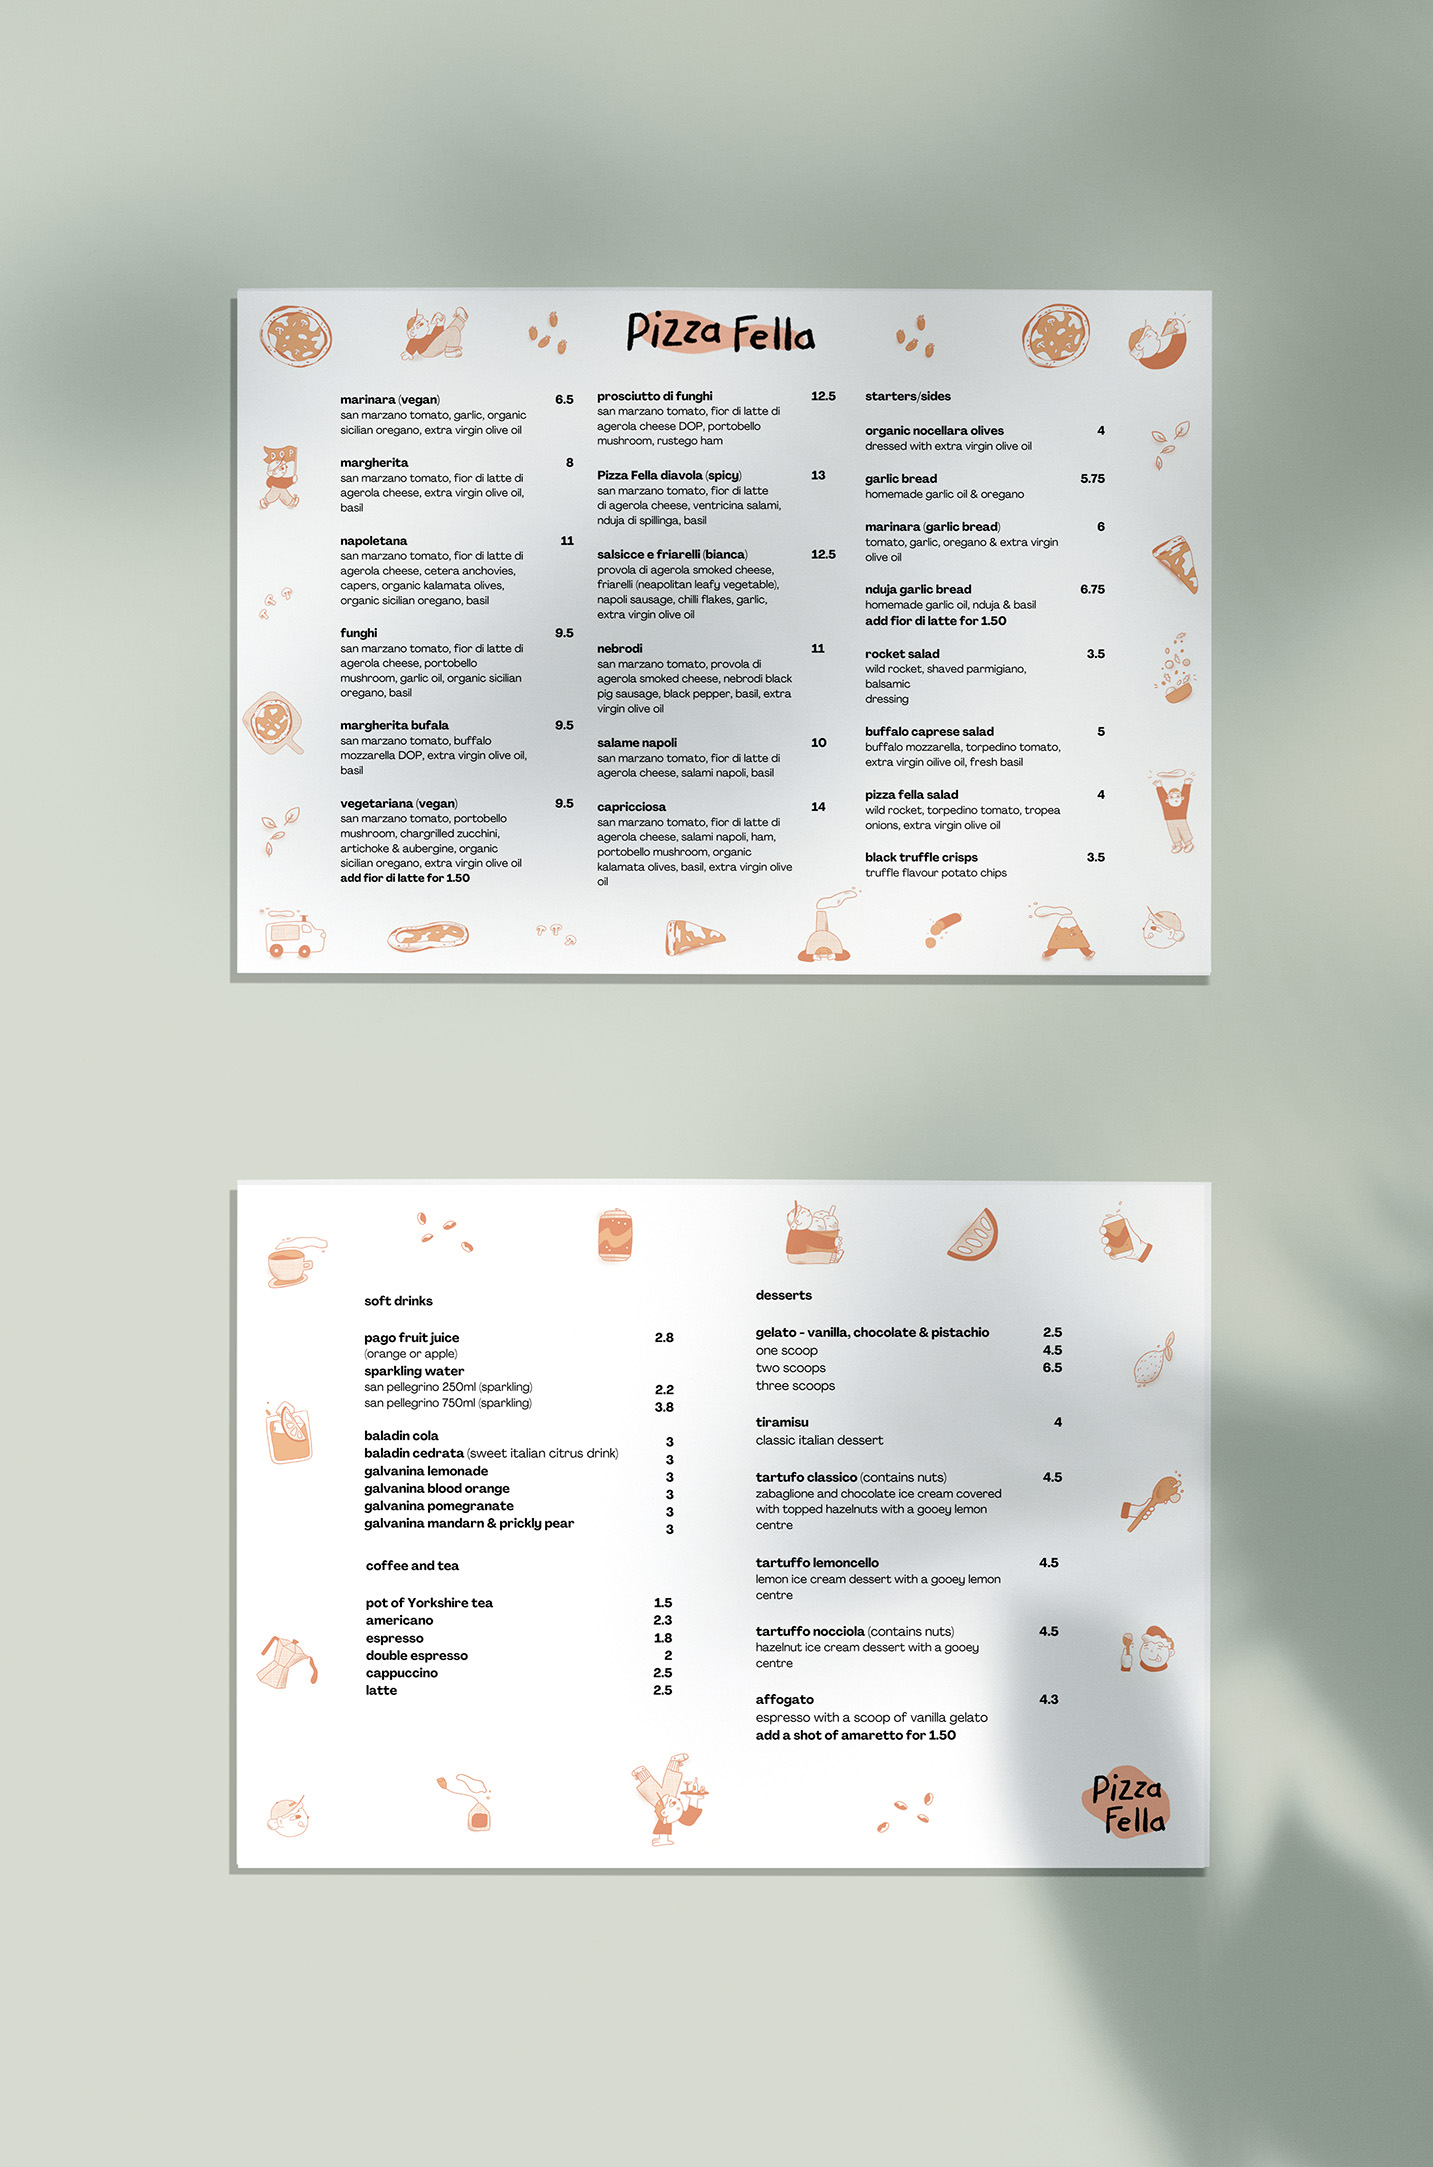 Pizza Fella
marinara (vegan) 6.5
san marzano tomato, garlic, organic
sicilian oregano, extra virgin olive oil
margherita 8
san marzano tomato, fior di latte di
agerola cheese, extra virgin olive oil,
basil
napoletana 11
san marzano tomato, fior di latte di
agerola cheese, cetera anchovies,
capers, organic kalamata olives,
organic sicilian oregano, basil
funghi 9.5
san marzano tomato, fior di latte di
agerola cheese, portobello
mushroom, garlic oil, organic sicilian
oregano, basil
margherita bufala 9.5
san marzano tomato, buffalo
mozzarella DOP, extra virgin olive oil,
basil
vegetariana (vegan) 9.5
san marzano tomato, portobello
mushroom, chargrilled zucchini,
artichoke & aubergine, organic
sicilian oregano, extra virgin olive oil
add fior di latte for 1.50
prosciutto di funghi 12.5
san marzano tomato, fior di latte di
agerola cheese DOP, portobello
mushroom, rustego ham
Pizza Fella diavola (spicy) 13
san marzano tomato, fior di latte
di agerola cheese, ventricina salami,
nduja di spillinga, basil
salsicce e friarelli (bianca) 12.5
provola di agerola smoked cheese,
friarelli (neapolitan leafy vegetable),
napoli sausage, chilli flakes, garlic,
extra virgin olive oil
nebrodi 11
san marzano tomato, provola di
agerola smoked cheese, nebrodi black
pig sausage, black pepper, basil, extra
virgin olive oil
salame napoli 10
san marzano tomato, fior di latte di
agerola cheese, salami napoli, basil
capricciosa 14
san marzano tomato, fior di latte di
agerola cheese, salami napoli, ham,
portobello mushroom, organic
kalamata olives, basil, extra virgin olive
oil
starters/sides
organic nocellara olives 4
dressed with extra virgin olive oil
garlic bread 5.75
homemade garlic oil & oregano
marinara (garlic bread) 6
tomato, garlic, oregano & extra virgin
olive oil
nduja garlic bread 6.75
homemade garlic oil, nduja & basil
add fior di latte for 1.50
rocket salad 3.5
wild rocket, shaved parmigiano,
balsamic
dressing
buffalo caprese salad 5
buffalo mozzarella, torpedino tomato,
extra virgin oilive oil, fresh basil
pizza fella salad 4
wild rocket, torpedino tomato, tropea
onions, extra virgin olive oil
black truffle crisps 3.5
truffle flavour potato chips
DOP
soft drinks
pago fruit juice 2.8
(orange or apple)
sparkling water
san pellegrino 250ml (sparkling) 2.2
san pellegrino 750ml (sparkling) 3.8
baladin cola 3
baladin cedrata (sweet italian citrus drink) 3
galvanina lemonade 3
galvanina blood orange 3
galvanina pomegranate 3
galvanina mandarn & prickly pear 3
coffee and tea
pot of Yorkshire tea 1.5
americano 2.3
espresso 1.8
double espresso 2
cappuccino 2.5
latte 2.5
desserts
gelato - vanilla, chocolate & pistachio 2.5
one scoop 4.5
two scoops 6.5
three scoops
tiramisu 4
classic italian dessert
tartufo classico (contains nuts) 4.5
zabaglione and chocolate ice cream covered
with topped hazelnuts with a gooey lemon
centre
tartuffo lemoncello 4.5
lemon ice cream dessert with a gooey lemon
centre
tartuffo nocciola (contains nuts) 4.5
hazelnut ice cream dessert with a gooey
centre
affogato 4.3
espresso with a scoop of vanilla gelato
add a shot of amaretto for 1.50
Pizza
Fella